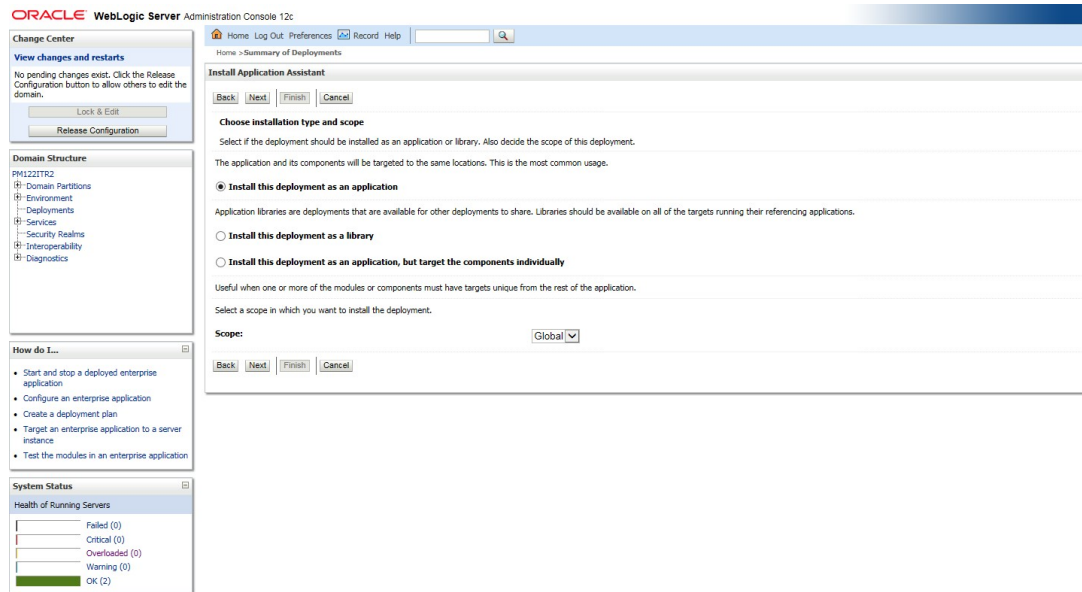 ORACLE WebLogic Server Administration Console 12c
Change Center
View changes and restarts
No pending changes exist. Click the Release
Configuration button to allow others to edit the
domain.
Lock & Edit
Release Configuration
Domain Structure
PM122ITR2
Domain Partitions
Environment
Deployments
Services
Security Realms
Interoperability
Diagnostics
How do I...
Start and stop a deployed enterprise
application
Configure an enterprise application
Create a deployment plan
Target an enterprise application to a server
instance
Test the modules in an enterprise application
System Status
Health of Running Servers
Failed (0)
Critical (0)
Overloaded (0)
Warning (0)
OK (2)
Home Log Out Preferences Record Help
Home >Summary of Deployments
Install Application Assistant
Back Next Finish Cancel
Choose installation type and scope
Select if the deployment should be installed as an application or library. Also decide the scope of this deployment.
The application and its components will be targeted to the same locations. This is the most common usage.
Install this deployment as an application
Application libraries are deployments that are available for other deployments to share. Libraries should be available on all of the targets running their referencing applications.
Install this deployment as a library
Install this deployment as an application, but target the components individually
Useful when one or more of the modules or components must have targets unique from the rest of the application.
Select a scope in which you want to install the deployment.
Scope: Global
Back Next Finish Cancel